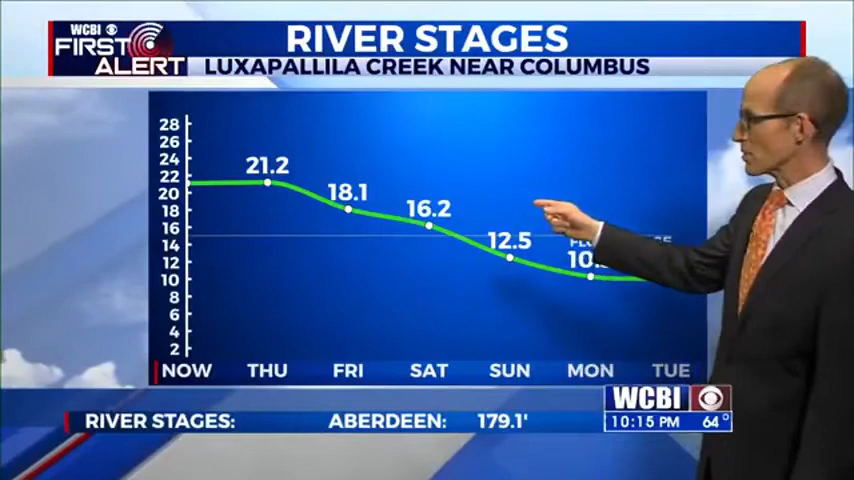 WCBI
FIRST
ALERT
RIVER STAGES
LUXAPALLILA CREEK NEAR COLUMBUS
28
26
24
22
20
18
16
14
12
10
8
6
4
2
21.2
18.1
16.2
12.5
10.
NOW THU FRI SAT SUN MON TUE
RIVER STAGES: ABERDEEN: 179.1'
WCBI
10:15 PM 64°